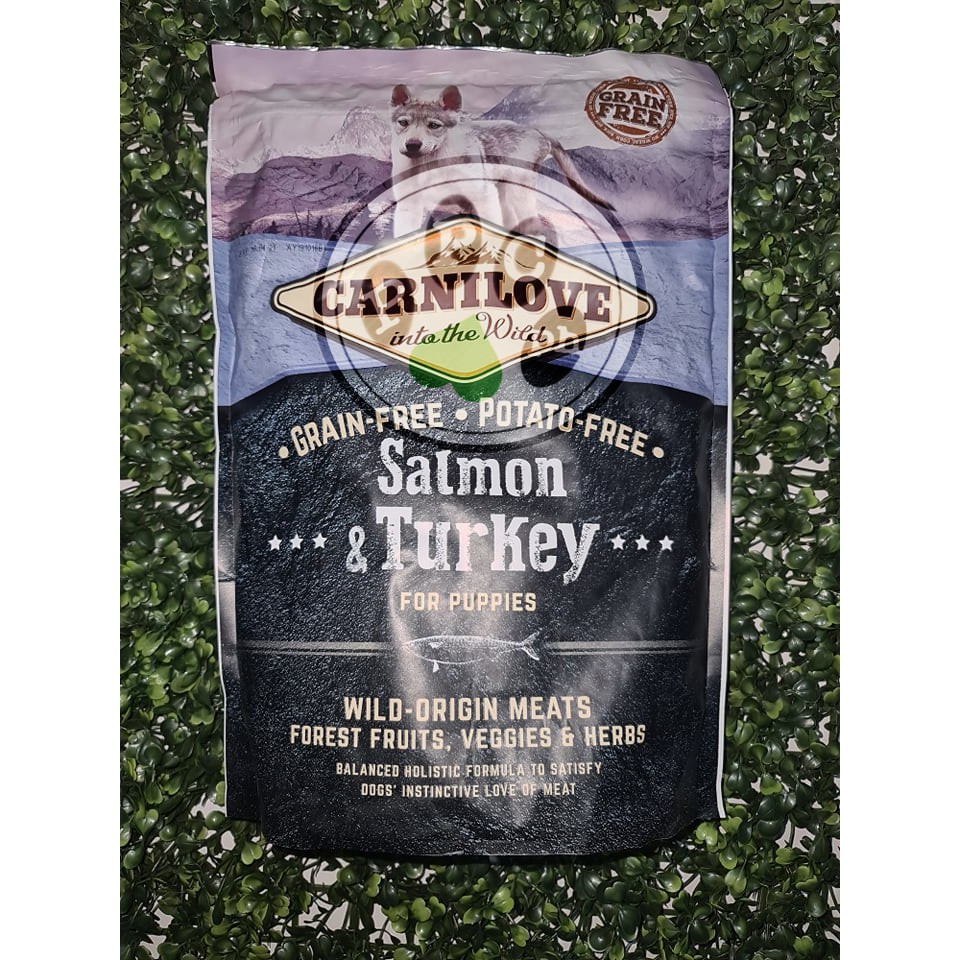 GRAIN
FREE
CARNILOVE
into the Wild
• GRAIN-FREE • POTATO-FREE •
Salmon
& Turkey
FOR PUPPIES
WILD-ORIGIN MEATS
FOREST FRUITS, VEGGIES & HERBS
BALANCED HOLISTIC FORMULA TO SATISFY
DOGS' INSTINCTIVE LOVE OF MEAT